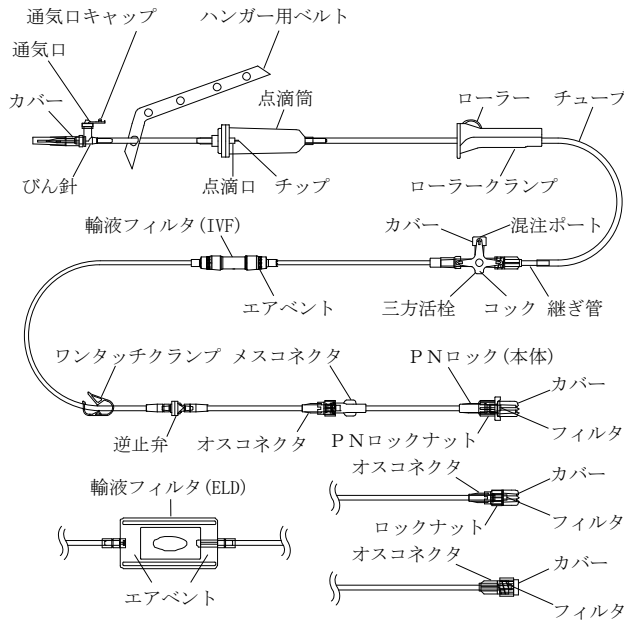 通気口キャップ
ハンガー用ベルト
通気口
カバー
点滴筒
ローラー
チューブ
びん針
点滴口
チップ
ローラークランプ
輸液フィルタ(IVF)
カバー
混注ポート
エアベント
三方活栓
コック
継ぎ管
ワンタッチクランプ
メスコネクタ
PNロック(本体)
カバー
逆止弁
オスコネクタ
PNロックナット
フィルタ
輸液フィルタ(ELD)
オスコネクタ
カバー
ロックナット
フィルタ
エアベント
オスコネクタ
カバー
フィルタ